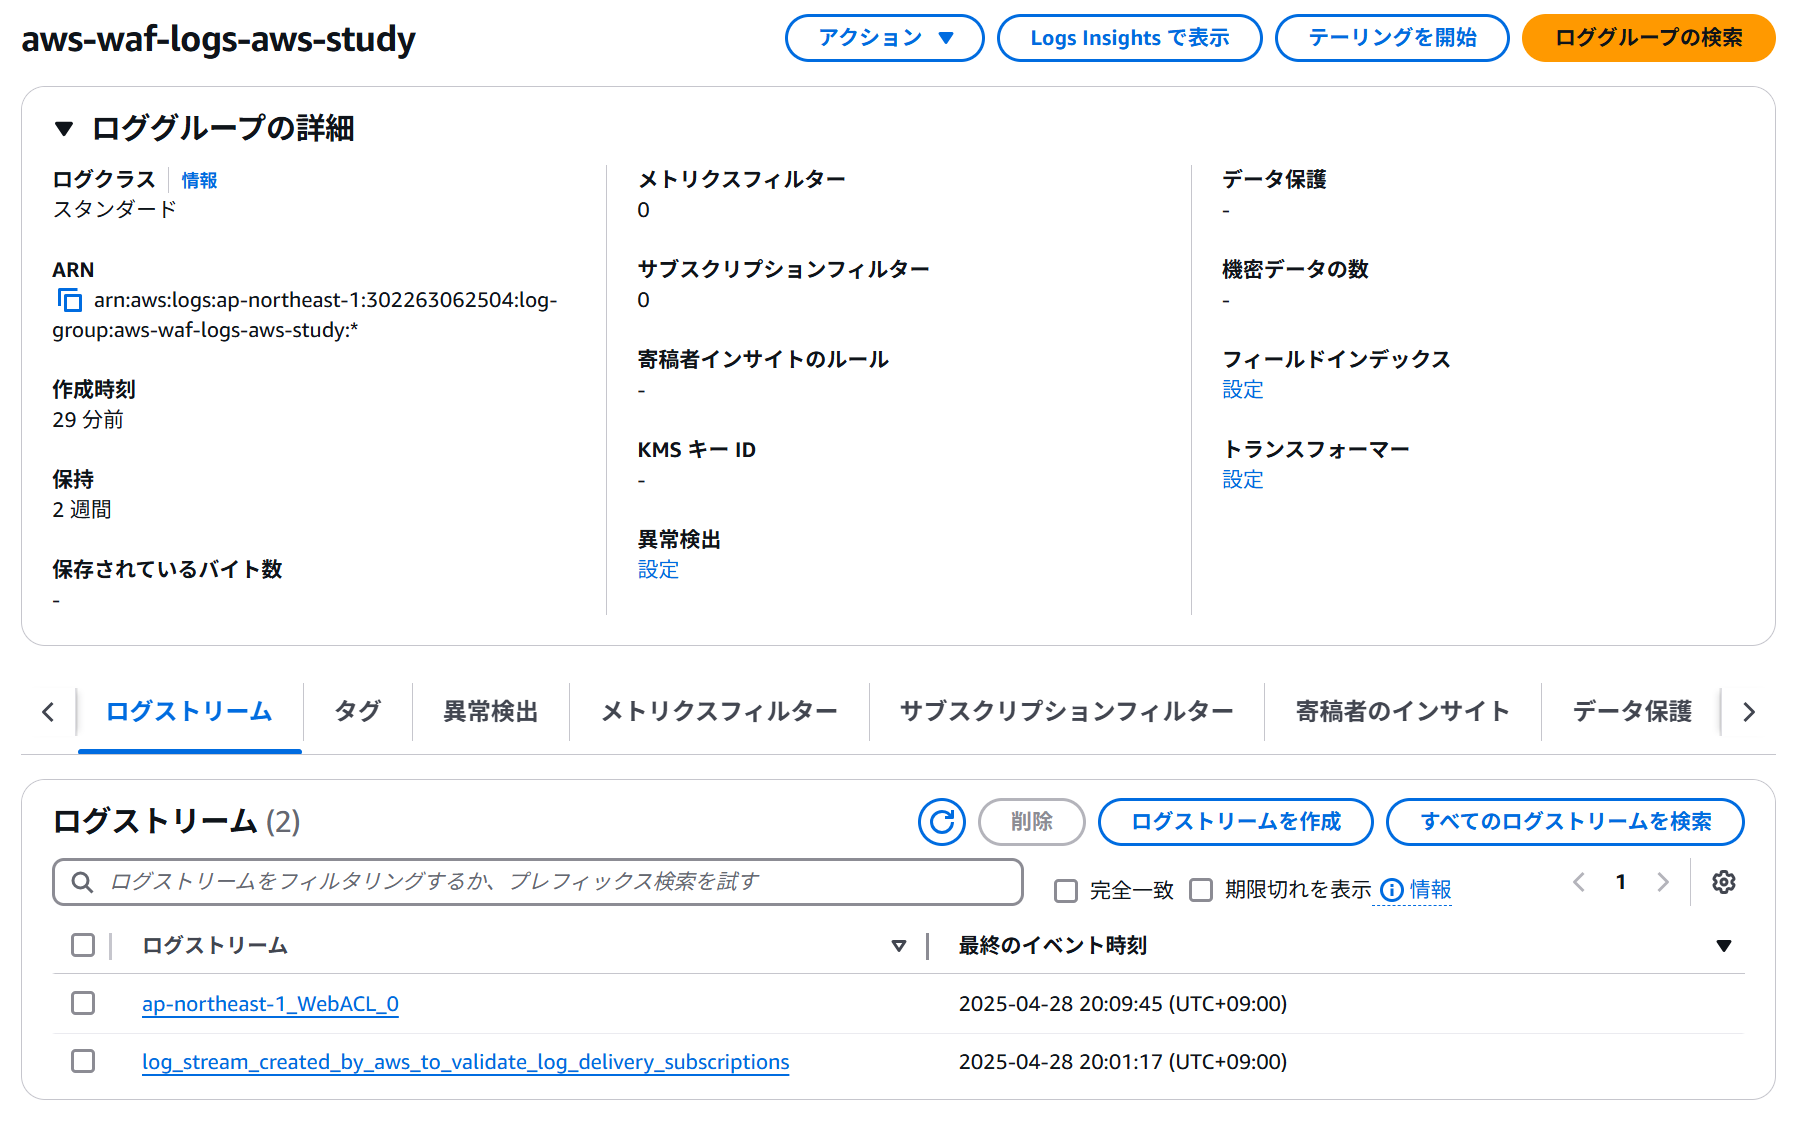 aws-waf-logs-aws-study
アクション
Logs Insights で表示
テーリングを開始
ロググループの検索
ロググループの詳細
ログクラス
情報
スタンダード
ARN
arn:aws:logs:ap-northeast-1:302263062504:log-
group:aws-waf-logs-aws-study:*
作成時刻
29 分前
保持
2 週間
保存されているバイト数
-
メトリクスフィルター
0
サブスクリプションフィルター
0
寄稿者インサイトのルール
-
KMS キー ID
-
異常検出
設定
データ保護
-
機密データの数
-
フィールドインデックス
設定
トランスフォーマー
設定
ログストリーム
タグ
異常検出
メトリクスフィルター
サブスクリプションフィルター
寄稿者のインサイト
データ保護
ログストリーム (2)
削除
ログストリームを作成
すべてのログストリームを検索
ログストリームをフィルタリングするか、プレフィックス検索を試す
完全一致
期限切れを表示
情報
1
ログストリーム
最終のイベント時刻
ap-northeast-1_WebACL_0
2025-04-28 20:09:45 (UTC+09:00)
log_stream_created_by_aws_to_validate_log_delivery_subscriptions
2025-04-28 20:01:17 (UTC+09:00)